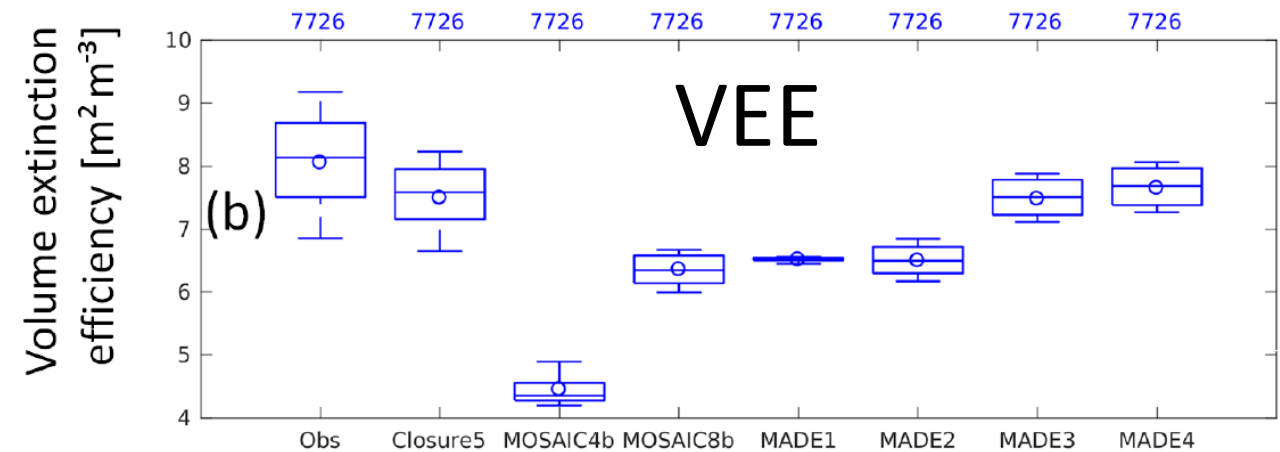 7726 7726 7726 7726 7726 7726 7726 7726
Volume extinction
efficiency [m² m⁻³]
10
9
8
7
6
5
4
VEE
(b)
Obs Closure5 MOSAIC4b MOSAIC8b MADE1 MADE2 MADE3 MADE4